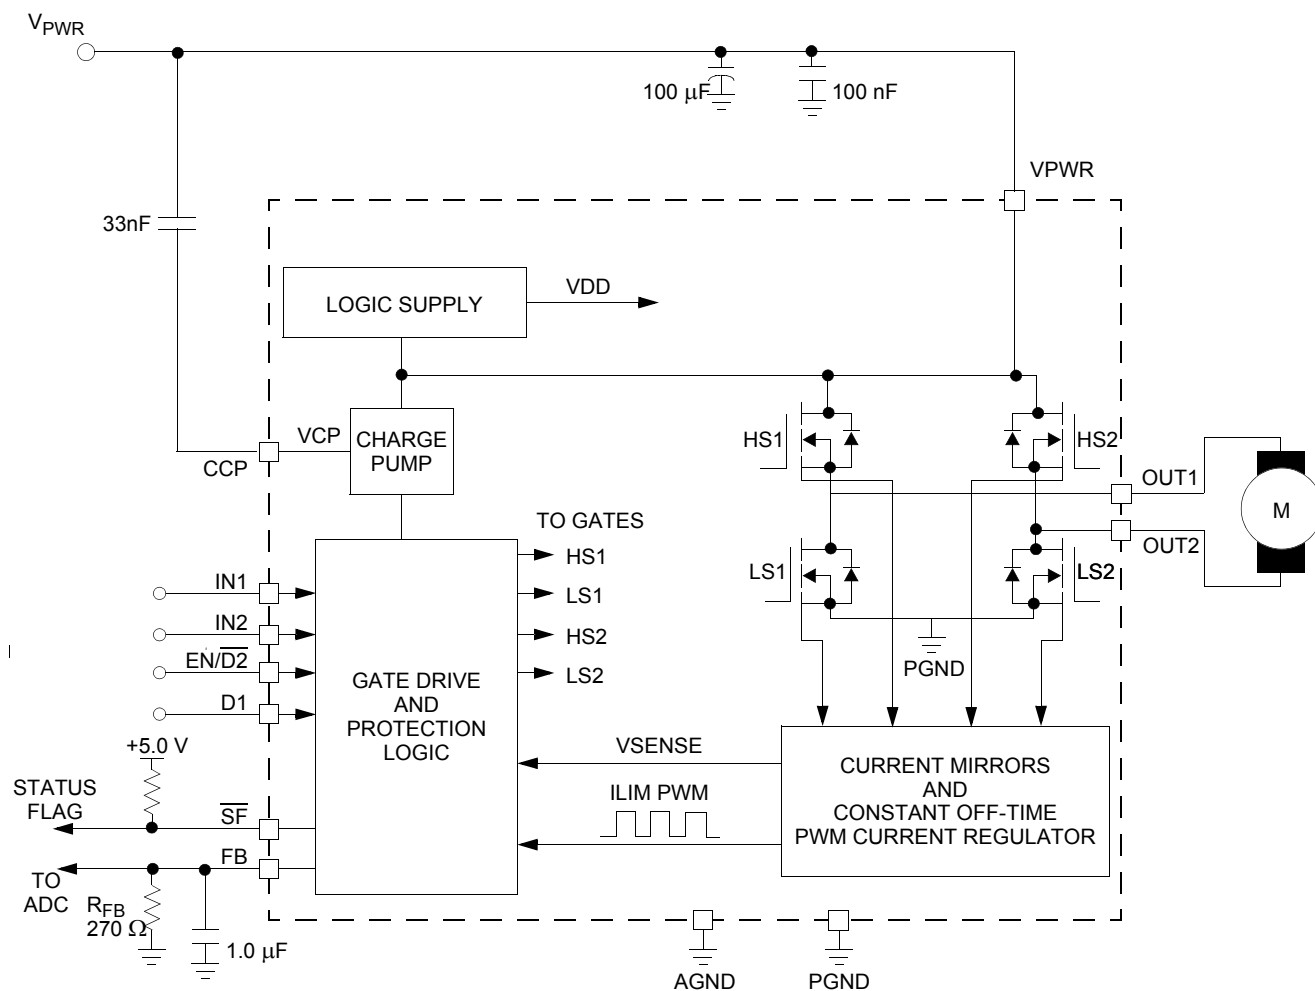 VPWR
100 μF
100 nF
VPWR
33nF
LOGIC SUPPLY
VDD
VCP
CCP
CHARGE
PUMP
HS1
HS2
OUT1
M
OUT2
TO GATES
HS1
LS1
HS2
LS2
LS1
LS2
PGND
IN1
IN2
EN/D2
D1
GATE DRIVE
AND
PROTECTION
LOGIC
+5.0 V
STATUS
FLAG
SF
FB
TO
ADC
RFB
270 Ω
1.0 μF
VSENSE
ILIM PWM
CURRENT MIRRORS
AND
CONSTANT OFF-TIME
PWM CURRENT REGULATOR
AGND
PGND